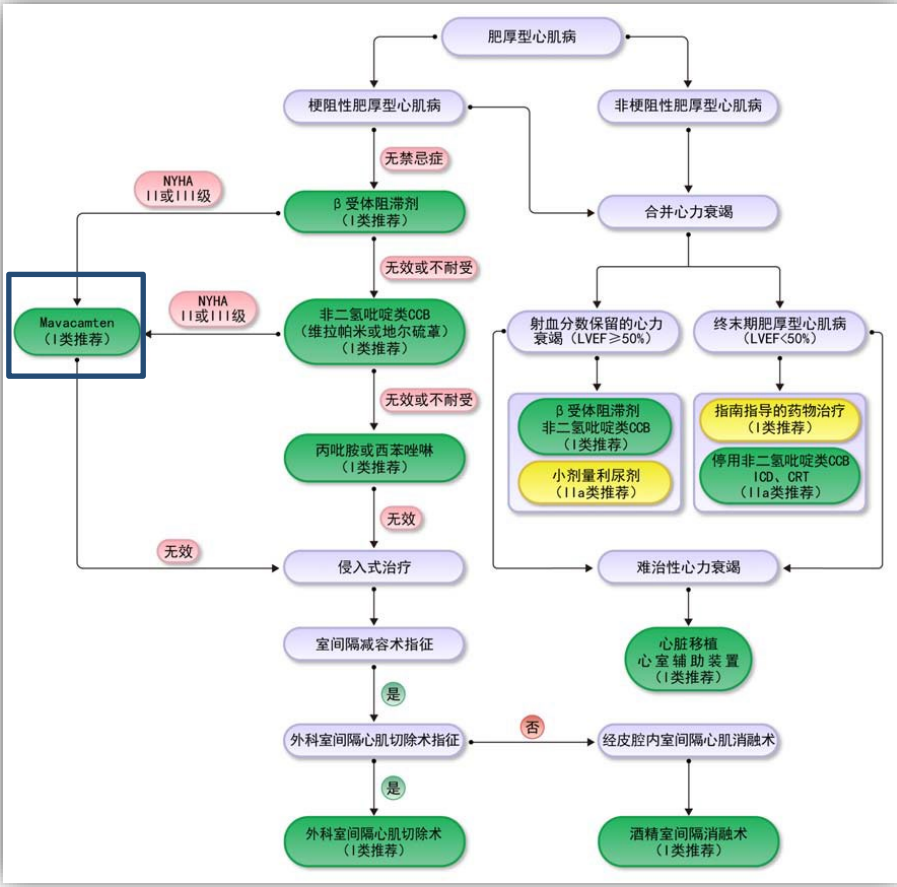 肥厚型心肌病
梗阻性肥厚型心肌病
非梗阻性肥厚型心肌病
无禁忌症
NYHA
II或III级
β受体阻滞剂
(I类推荐)
合并心力衰竭
无效或不耐受
Mavacamten
(I类推荐)
NYHA
II或III级
非二氢吡啶类CCB
(维拉帕米或地尔硫䓬)
(I类推荐)
射血分数保留的心力
衰竭(LVEF≥50%)
终末期肥厚型心肌病
(LVEF<50%)
无效或不耐受
β受体阻滞剂
非二氢吡啶类CCB
(I类推荐)
小剂量利尿剂
(IIa类推荐)
指南指导的药物治疗
(I类推荐)
停用非二氢吡啶类CCB
ICD、CRT
(IIa类推荐)
丙吡胺或西苯唑啉
(I类推荐)
无效
无效
侵入式治疗
难治性心力衰竭
室间隔减容术指征
心脏移植
心室辅助装置
(I类推荐)
是
外科室间隔心肌切除术指征
否
经皮腔内室间隔心肌消融术
是
外科室间隔心肌切除术
(I类推荐)
酒精室间隔消融术
(I类推荐)